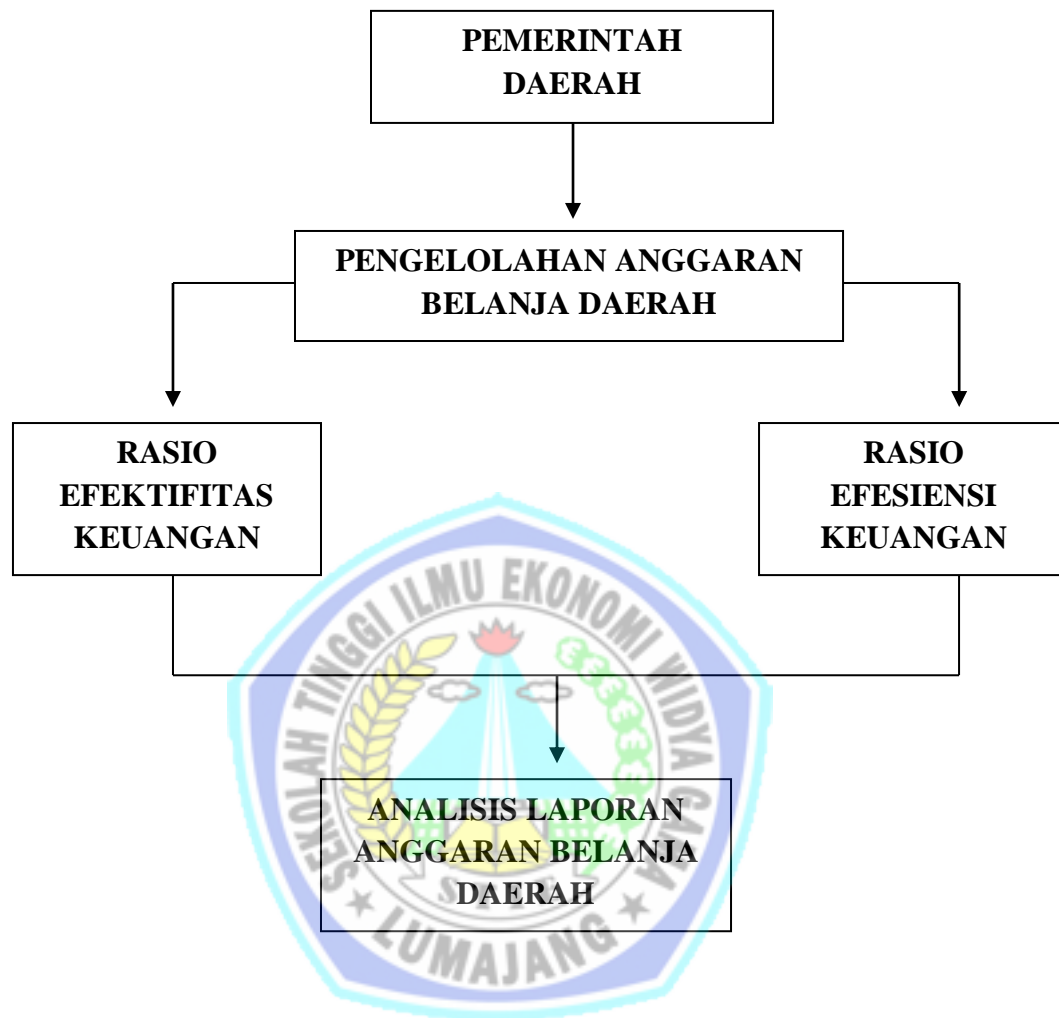 PEMERINTAH
DAERAH
PENGELOLAHAN ANGGARAN
BELANJA DAERAH
RASIO
EFEKTIFITAS
KEUANGAN
RASIO
EFESIENSI
KEUANGAN
SEKOLAH TINGGI ILMU EKONOMI WIDYA GAMA
ANALISIS LAPORAN
ANGGARAN BELANJA
DAERAH
LUMAJANG